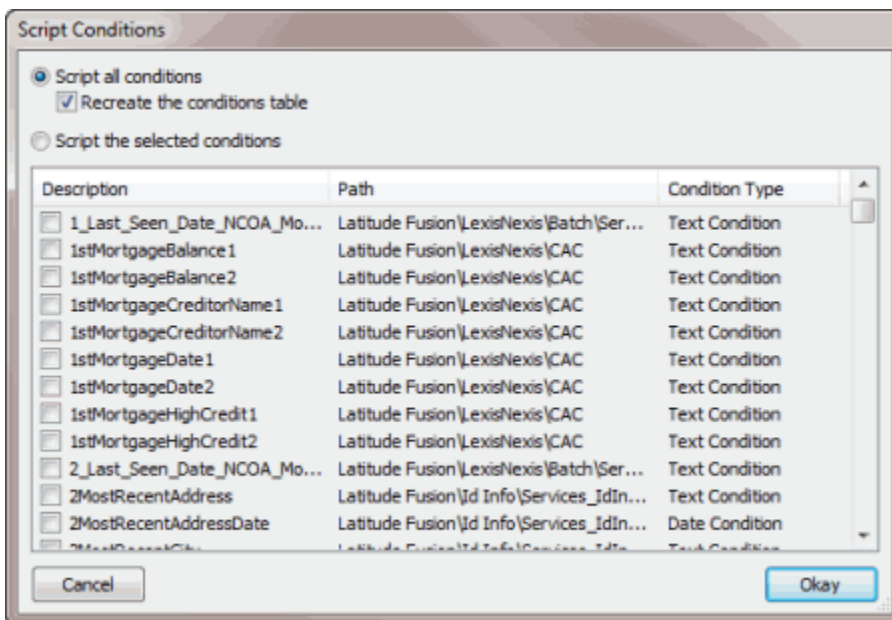 Script Conditions
Script all conditions
Recreate the conditions table
Script the selected conditions
Description Path Condition Type
1_Last_Seen_Date_NCOA_Mo... Latitude Fusion\LexisNexis\Batch\Ser... Text Condition
1stMortgageBalance1 Latitude Fusion\LexisNexis\CAC Text Condition
1stMortgageBalance2 Latitude Fusion\LexisNexis\CAC Text Condition
1stMortgageCreditorName1 Latitude Fusion\LexisNexis\CAC Text Condition
1stMortgageCreditorName2 Latitude Fusion\LexisNexis\CAC Text Condition
1stMortgageDate1 Latitude Fusion\LexisNexis\CAC Text Condition
1stMortgageDate2 Latitude Fusion\LexisNexis\CAC Text Condition
1stMortgageHighCredit1 Latitude Fusion\LexisNexis\CAC Text Condition
1stMortgageHighCredit2 Latitude Fusion\LexisNexis\CAC Text Condition
2_Last_Seen_Date_NCOA_Mo... Latitude Fusion\LexisNexis\Batch\Ser... Text Condition
2MostRecentAddress Latitude Fusion\Id Info\Services_IdIn... Text Condition
2MostRecentAddressDate Latitude Fusion\Id Info\Services_IdIn... Date Condition
Cancel Okay